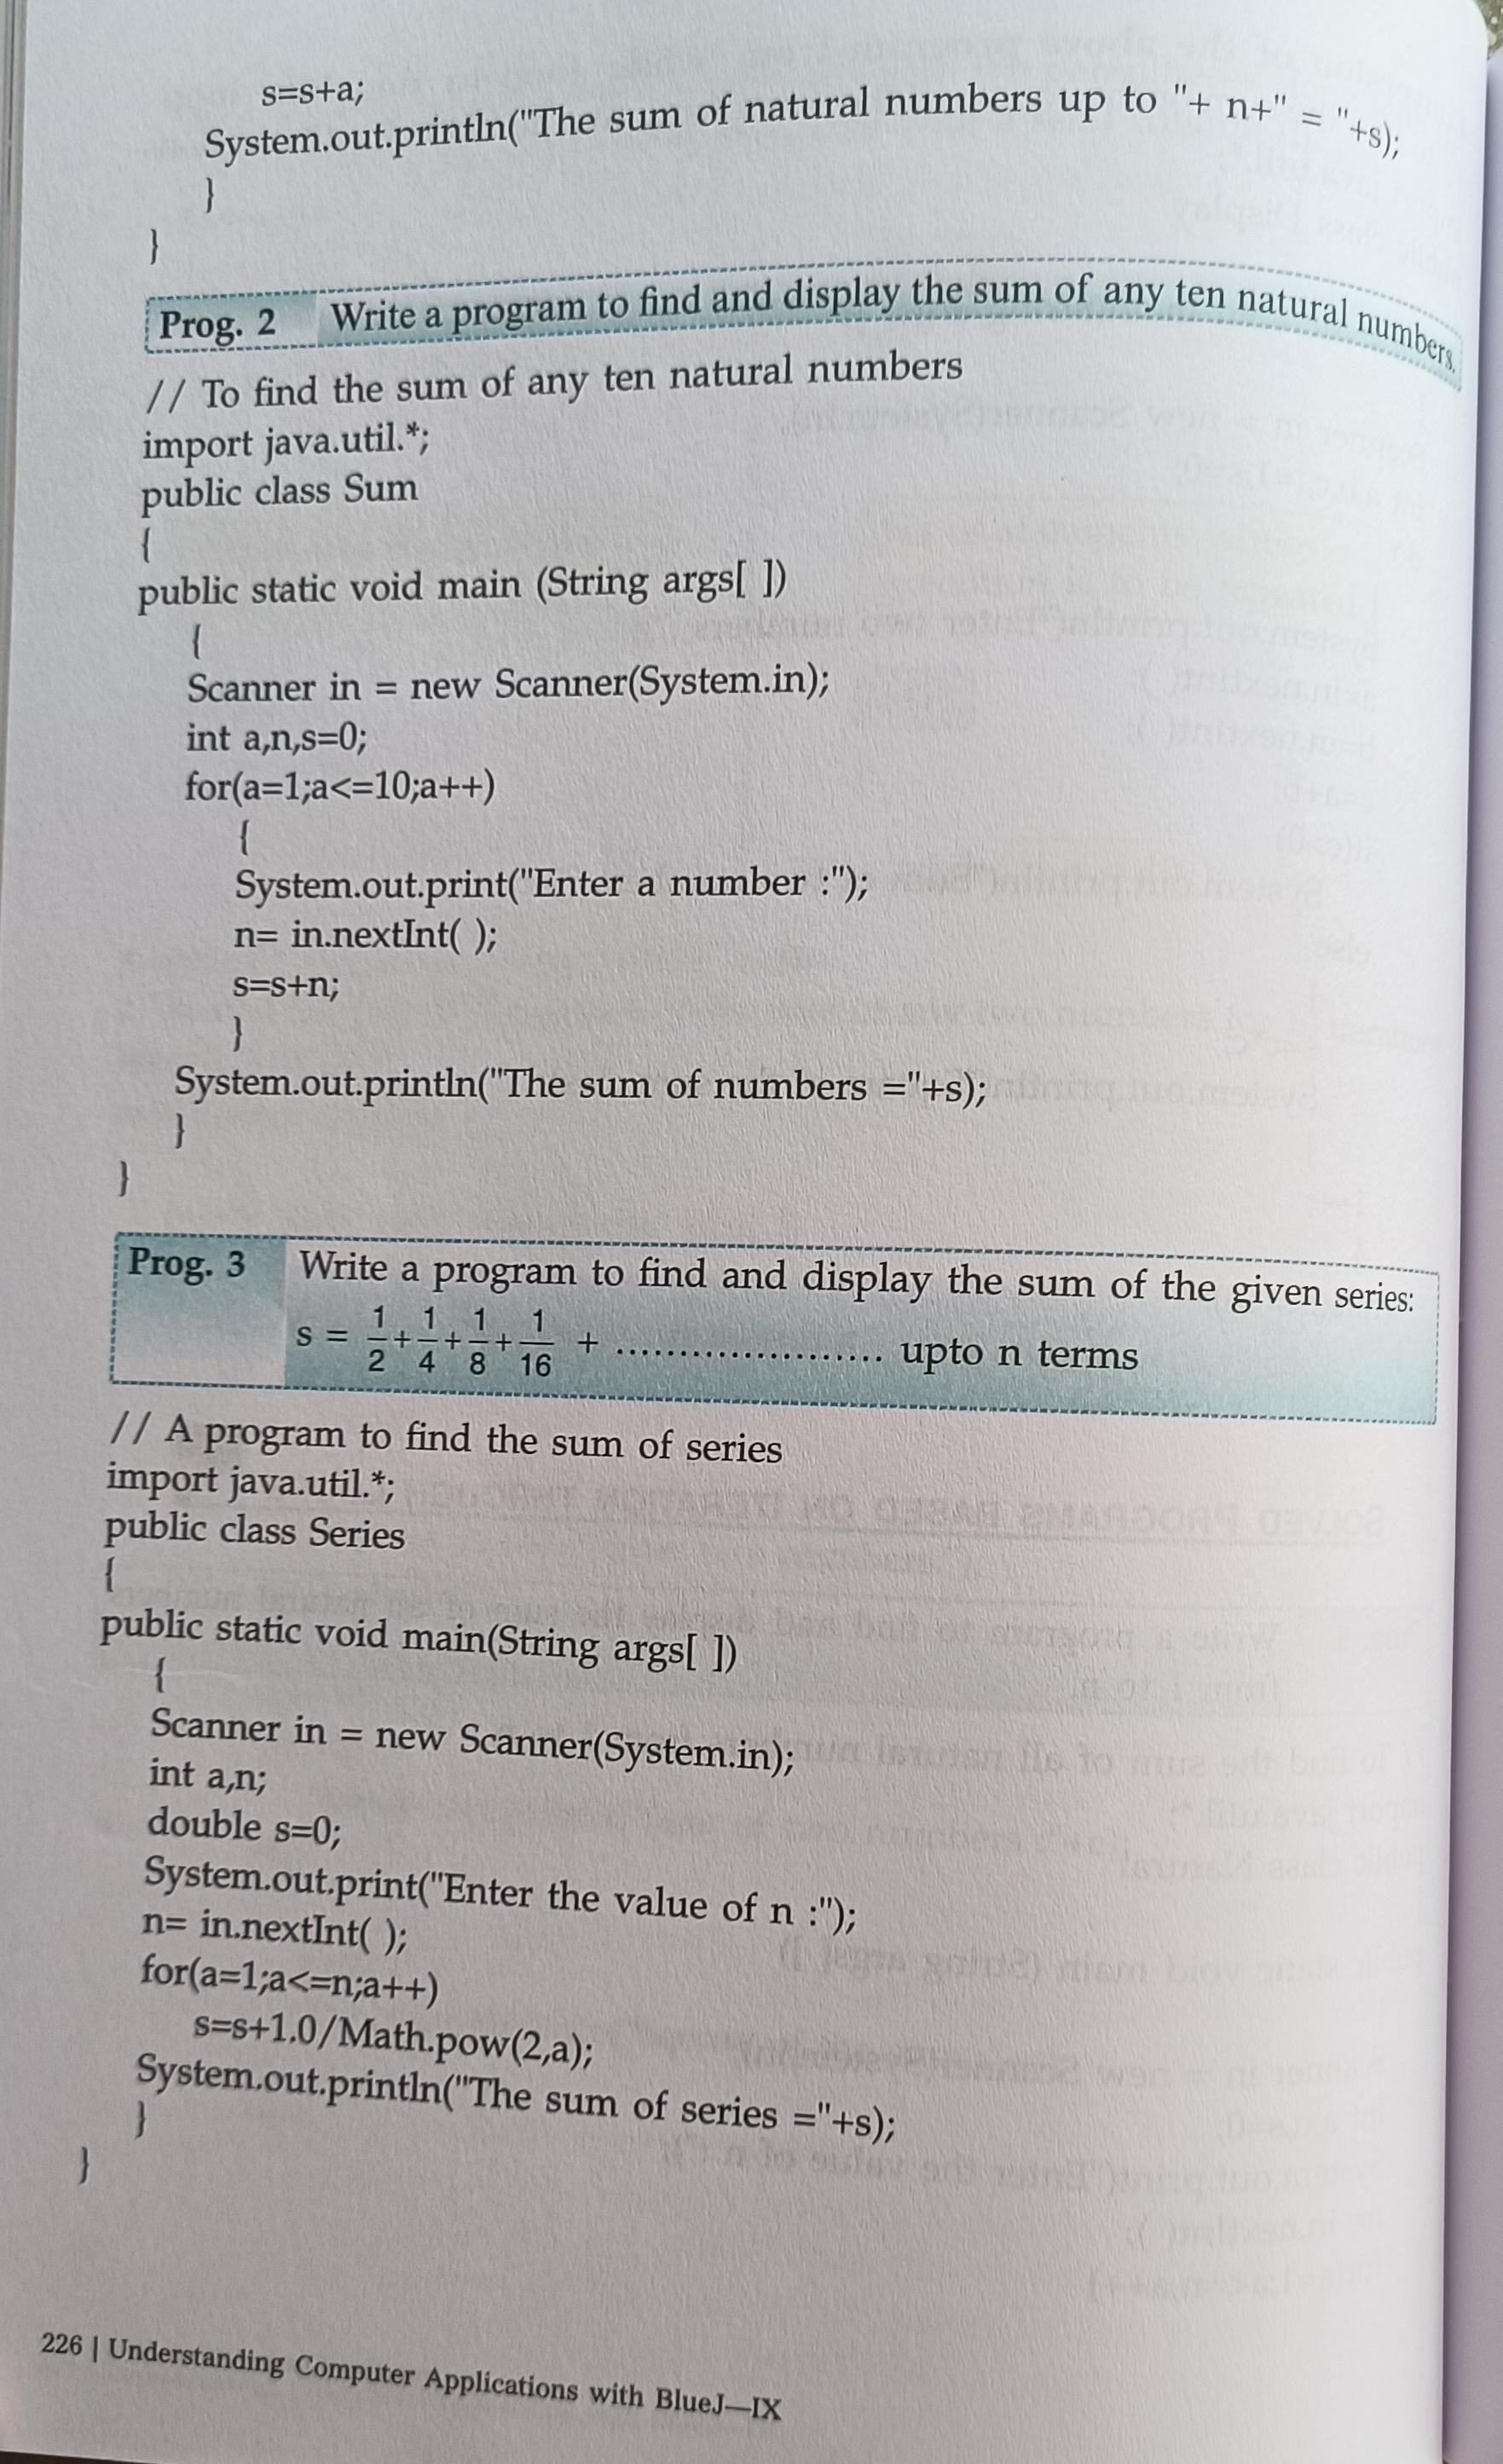 s=s+a;
System.out.println("The sum of natural numbers up to "+ n+" = "+s);
}
}
Prog. 2 Write a program to find and display the sum of any ten natural numbers.
// To find the sum of any ten natural numbers
import java.util.*;
public class Sum
{
public static void main (String args[ ])
{
Scanner in = new Scanner(System.in);
int a,n,s=0;
for(a=1;a<=10;a++)
{
System.out.print("Enter a number :");
n= in.nextInt( );
s=s+n;
}
System.out.println("The sum of numbers ="+s);
}
}
Prog. 3 Write a program to find and display the sum of the given series:
s = 1/2+1/4+1/8+1/16 + ..................... upto n terms
// A program to find the sum of series
import java.util.*;
public class Series
{
public static void main(String args[ ])
{
Scanner in = new Scanner(System.in);
int a,n;
double s=0;
System.out.print("Enter the value of n :");
n= in.nextInt( );
for(a=1;a<=n;a++)
s=s+1.0/Math.pow(2,a);
System.out.println("The sum of series ="+s);
}
}
226 | Understanding Computer Applications with BlueJ—IX